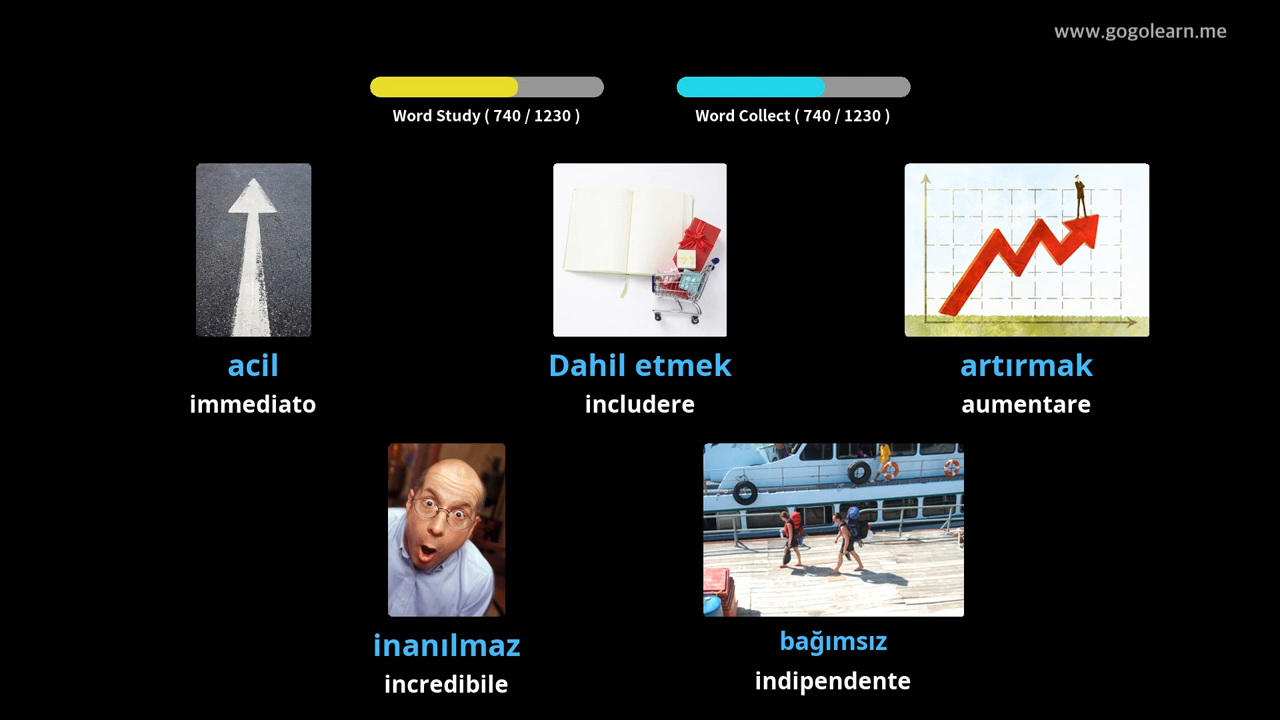 www.gogolearn.me
Word Study ( 740 / 1230 )
Word Collect ( 740 / 1230 )
acil
immediato
Dahil etmek
includere
artırmak
aumentare
inanılmaz
incredibile
bağımsız
indipendente